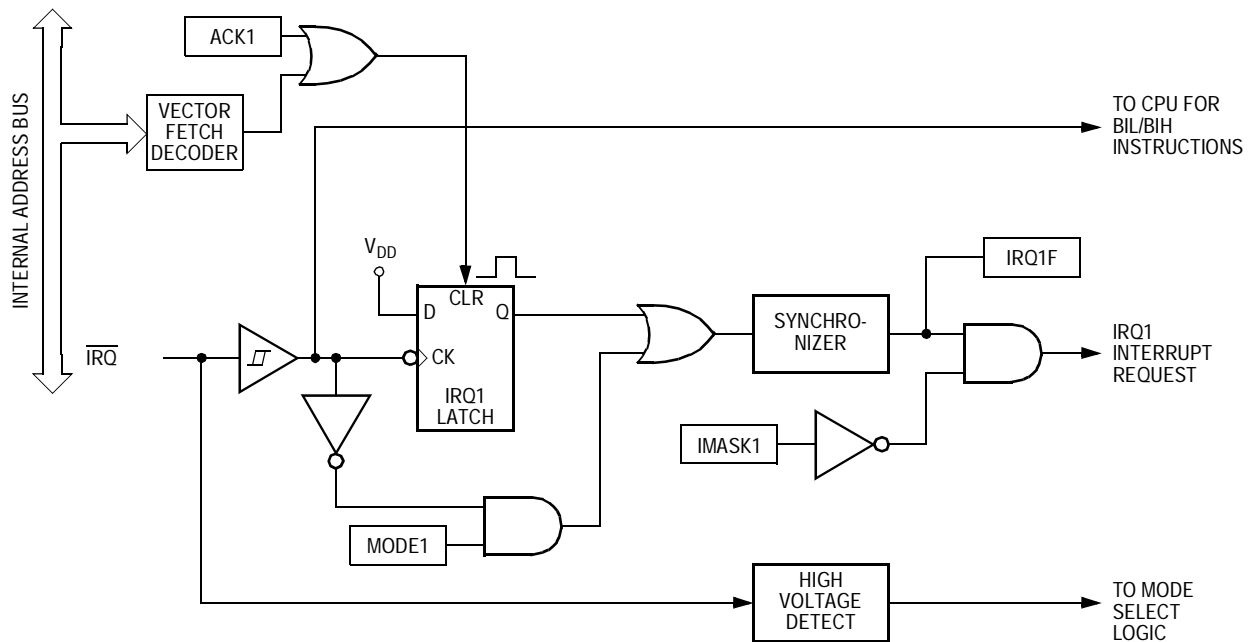 INTERNAL ADDRESS BUS
ACK1
VECTOR
FETCH
DECODER
TO CPU FOR
BIL/BIH
INSTRUCTIONS
VDD
CLR
D
Q
CK
IRQ1
LATCH
IRQ
SYNCHRO-
NIZER
IRQ1F
IRQ1
INTERRUPT
REQUEST
IMASK1
MODE1
HIGH
VOLTAGE
DETECT
TO MODE
SELECT
LOGIC